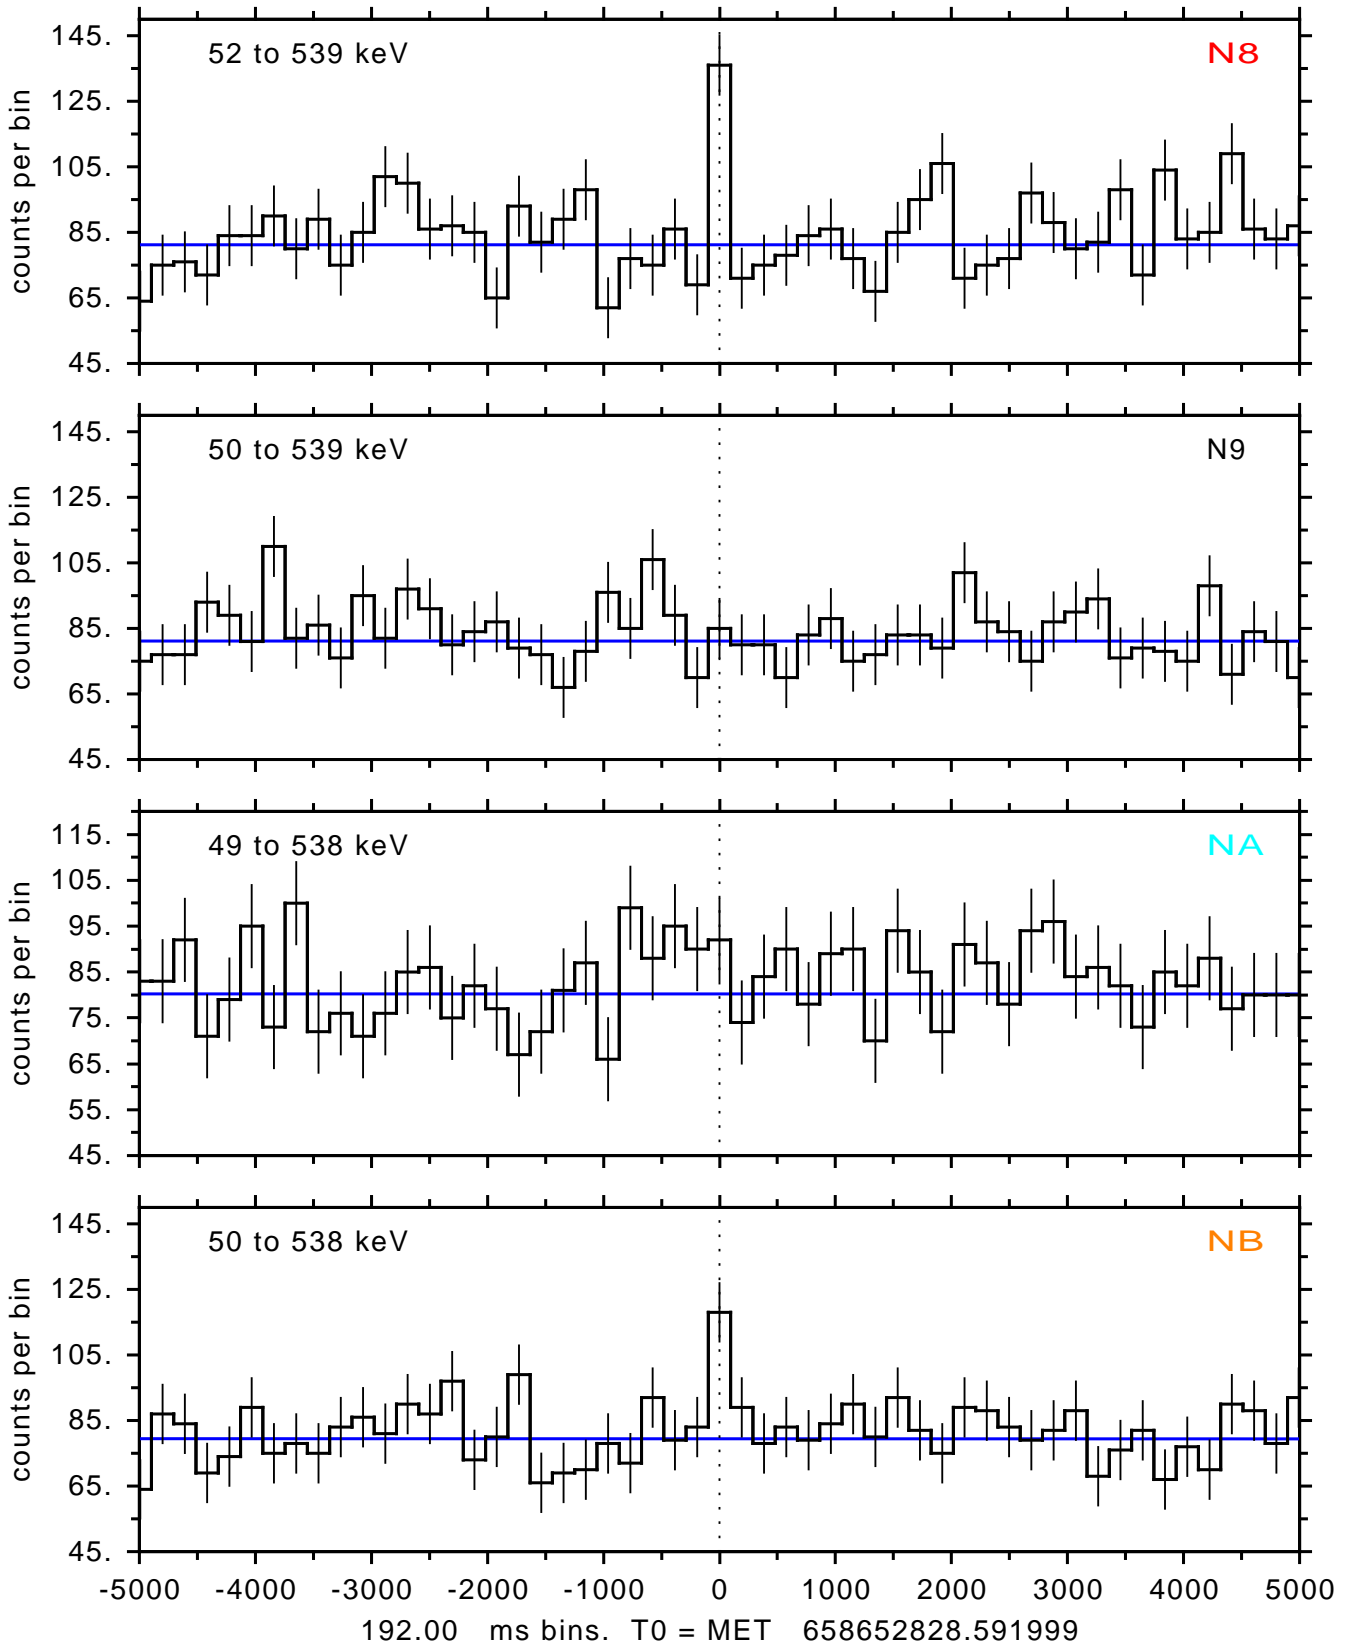 52 to 539 keV N8
145.
125.
105.
85.
65.
45.
counts per bin
50 to 539 keV N9
145.
125.
105.
85.
65.
45.
counts per bin
49 to 538 keV NA
115.
105.
95.
85.
75.
65.
55.
45.
counts per bin
50 to 538 keV NB
145.
125.
105.
85.
65.
45.
counts per bin
-5000 -4000 -3000 -2000 -1000 0 1000 2000 3000 4000 5000
192.00 ms bins. T0 = MET 658652828.591999